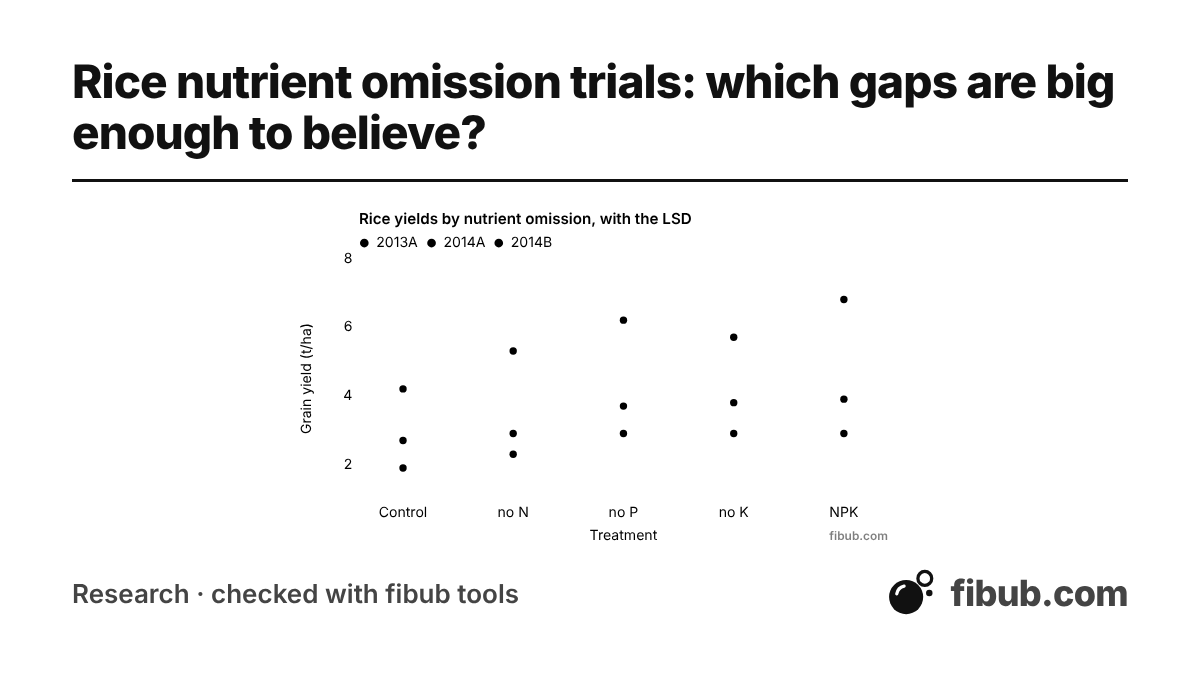 Rice nutrient omission trials: which gaps are big
enough to believe?
Rice yields by nutrient omission, with the LSD
2013A 2014A 2014B
8
6
4
2
Grain yield (t/ha)
Control no N no P no K NPK
Treatment
fibub.com
Research · checked with fibub tools
fibub.com